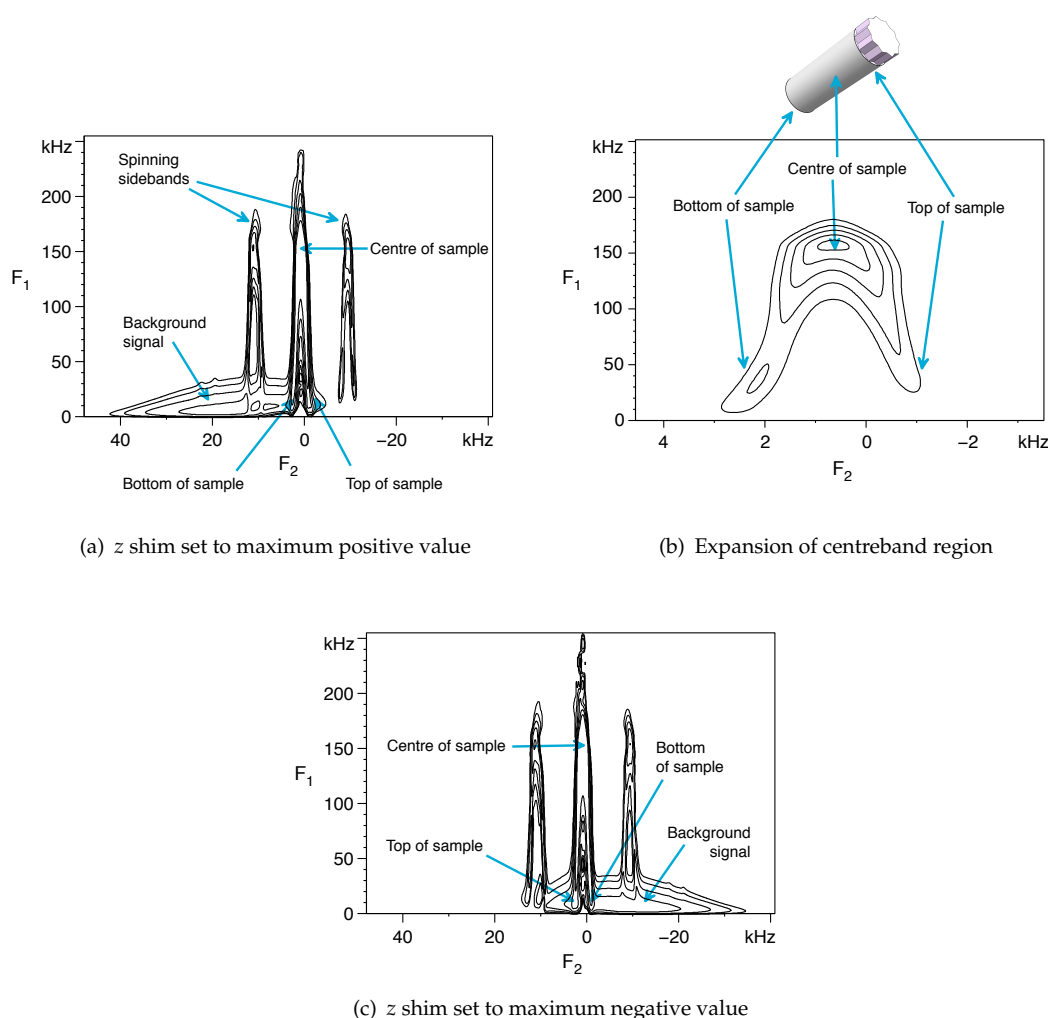 kHz
200
150
100
50
0
F1
Spinning
sidebands
Centre of sample
Background
signal
40
20
0
-20
kHz
F2
Bottom of sample
Top of sample
(a) z shim set to maximum positive value
kHz
200
150
100
50
0
F1
Centre of sample
Bottom of sample
Top of sample
4
2
0
-2
kHz
F2
(b) Expansion of centreband region
kHz
200
150
100
50
0
F1
Centre of sample
Bottom
of sample
Top of sample
Background
signal
40
20
0
-20
kHz
F2
(c) z shim set to maximum negative value